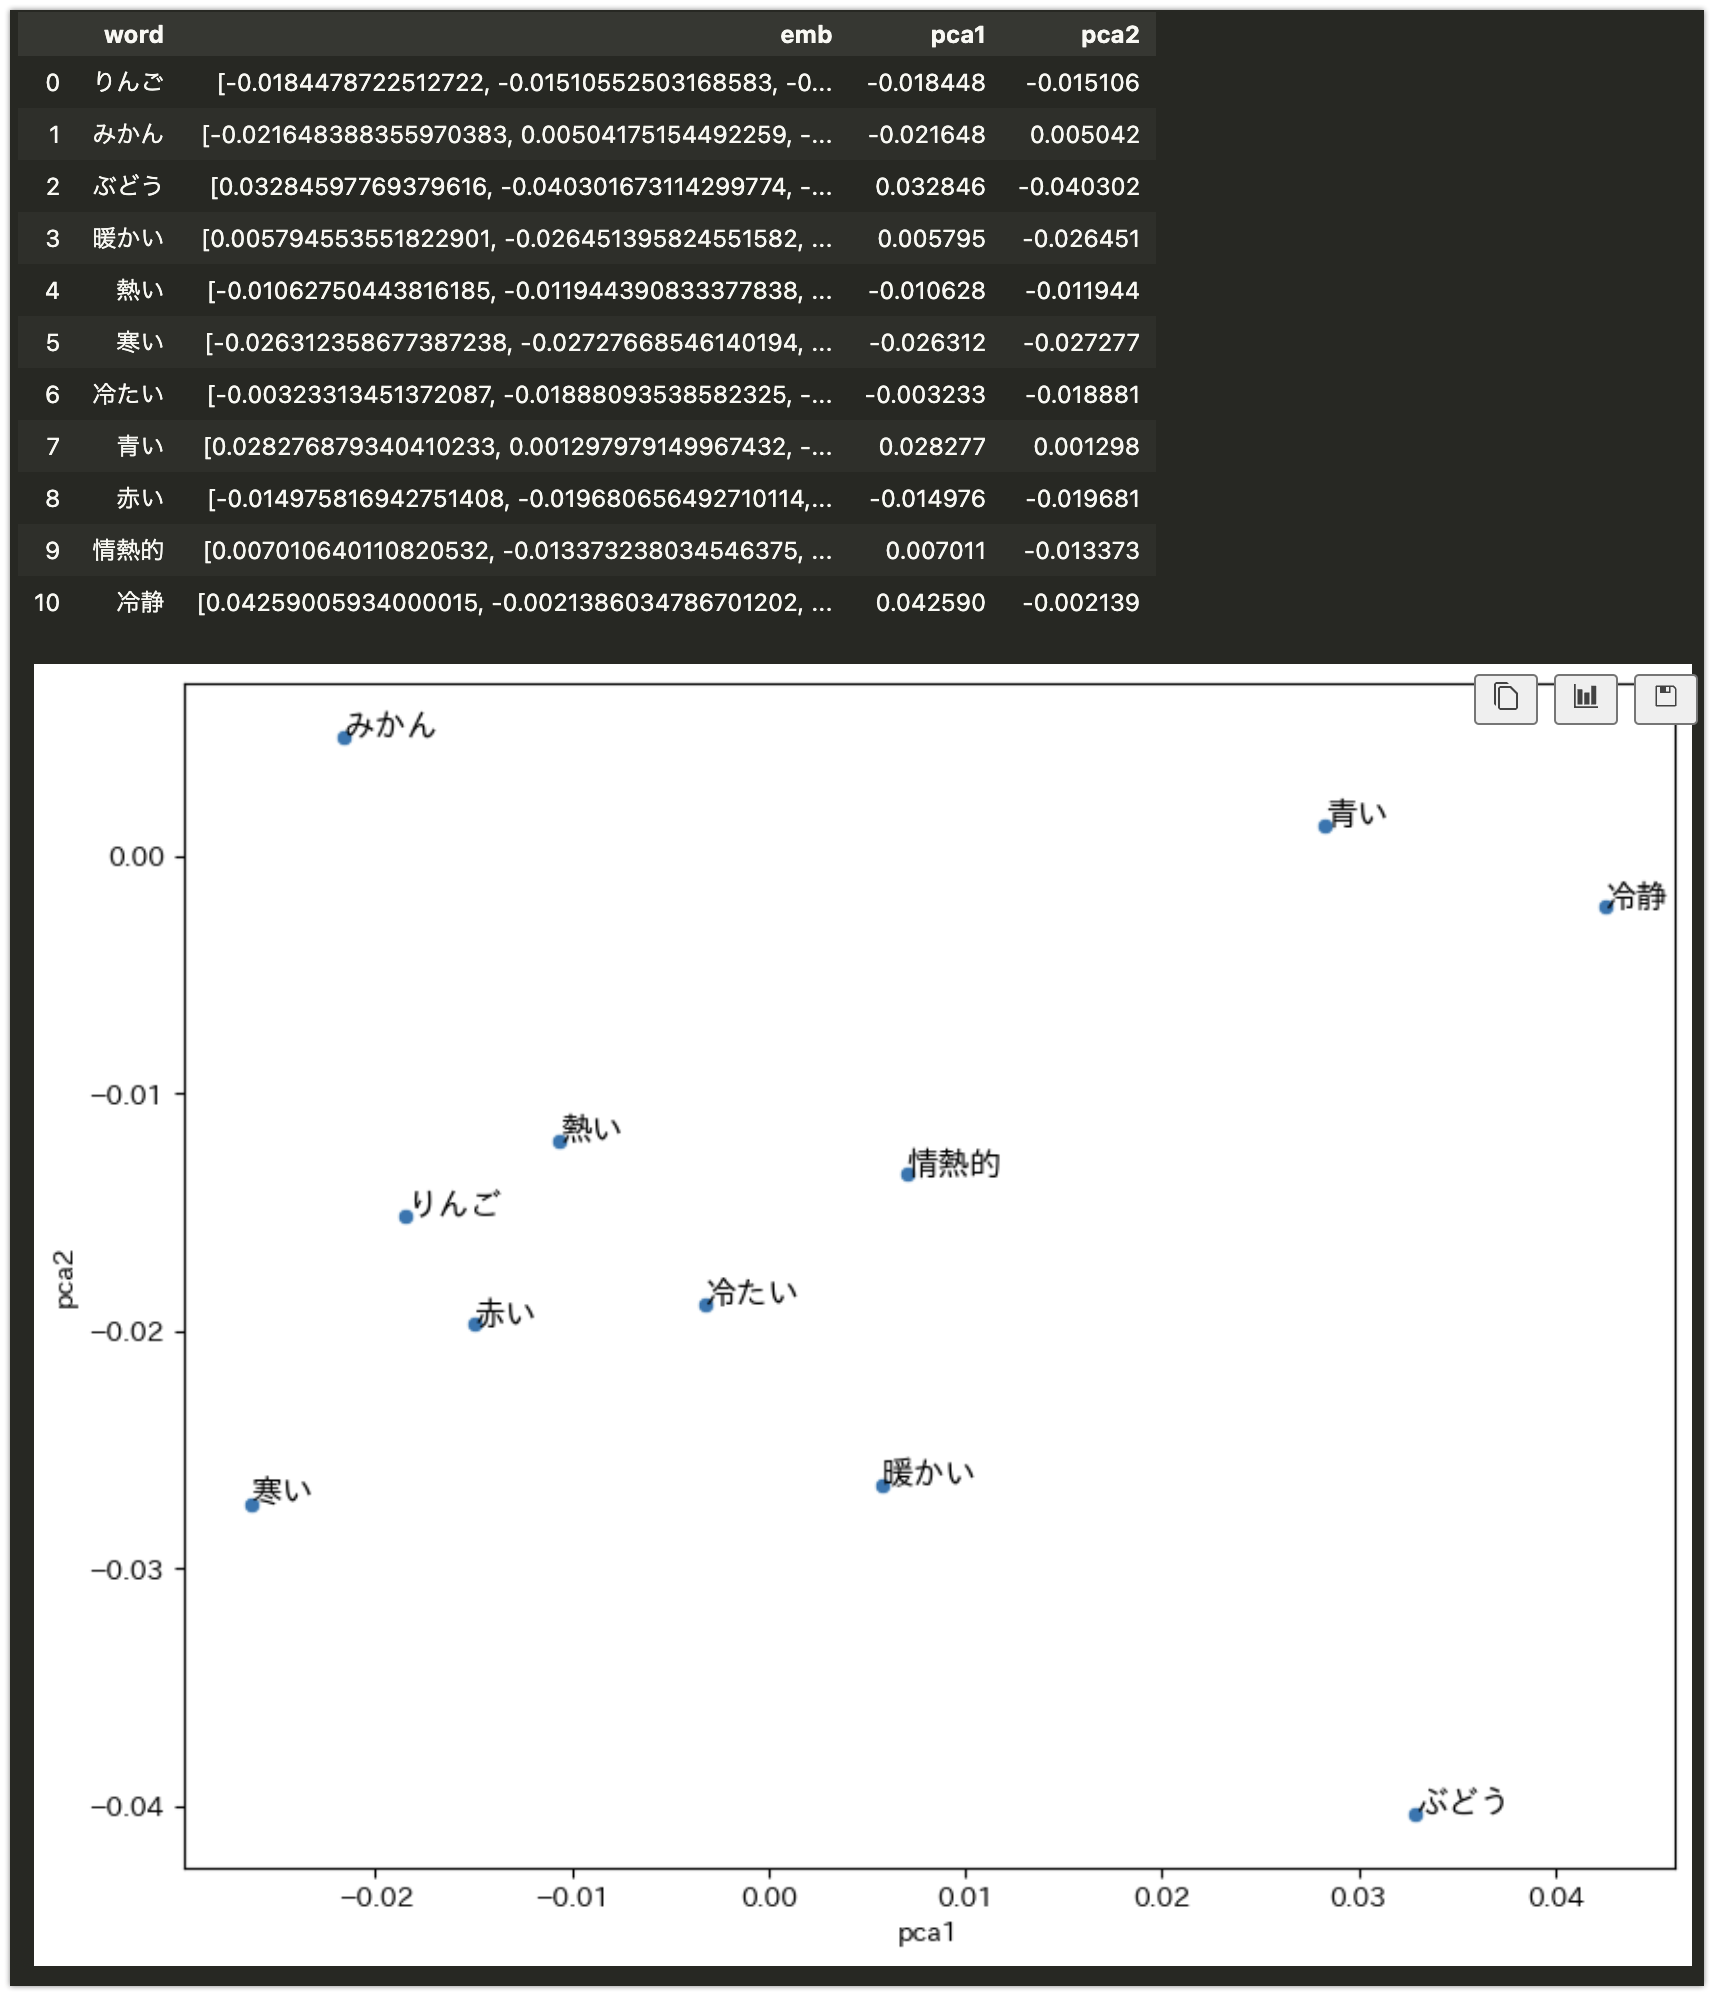 word emb pca1 pca2
0 りんご [-0.0184478722512722, -0.01510552503168583, -0... -0.018448 -0.015106
1 みかん [-0.021648388355970383, 0.00504175154492259, -... -0.021648 0.005042
2 ぶどう [0.03284597769379616, -0.040301673114299774, -... 0.032846 -0.040302
3 暖かい [0.005794553551822901, -0.026451395824551582, ... 0.005795 -0.026451
4 熱い [-0.01062750443816185, -0.011944390833377838, ... -0.010628 -0.011944
5 寒い [-0.026312358677387238, -0.02727668546140194, ... -0.026312 -0.027277
6 冷たい [-0.00323313451372087, -0.01888093538582325, -... -0.003233 -0.018881
7 青い [0.028276879340410233, 0.001297979149967432, -... 0.028277 0.001298
8 赤い [-0.014975816942751408, -0.019680656492710114,... -0.014976 -0.019681
9 情熱的 [0.007010640110820532, -0.013373238034546375, ... 0.007011 -0.013373
10 冷静 [0.04259005934000015, -0.0021386034786701202, ... 0.042590 -0.002139
みかん
青い
0.00
冷静
−0.01
熱い
情熱的
りんご
pca2
冷たい
赤い
−0.02
暖かい
寒い
−0.03
ぶどう
−0.04
−0.02 −0.01 0.00 0.01 0.02 0.03 0.04
pca1